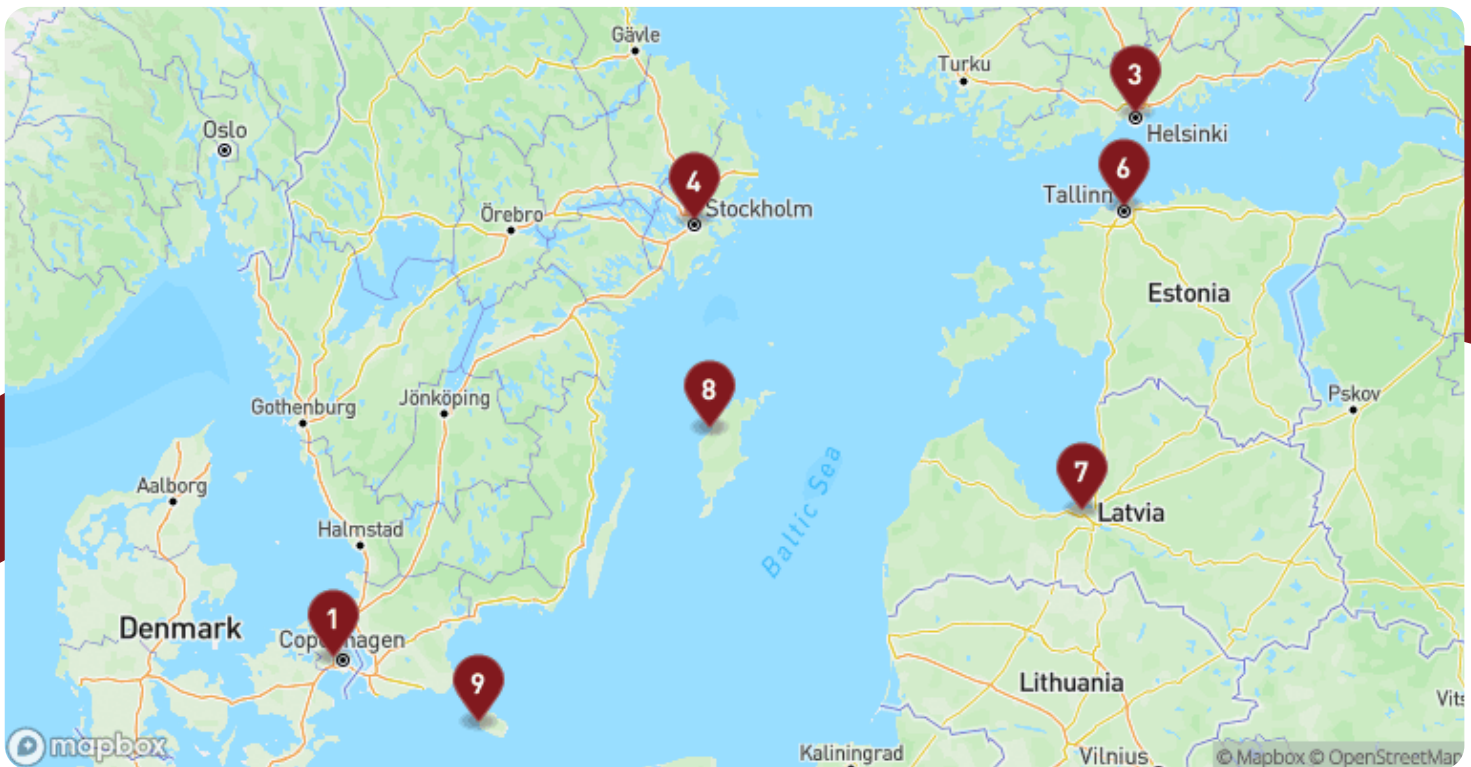 Gävle
Turku
3
Oslo
Helsinki
6
4
Tallinn
Örebro
Stockholm
Estonia
8
Jönköping
Pskov
Gothenburg
7
Baltic Sea
Aalborg
Latvia
Halmstad
1
Denmark
Copenhagen
9
Lithuania
mapbox
Kaliningrad
Vilnius
© Mapbox © OpenStreetMap